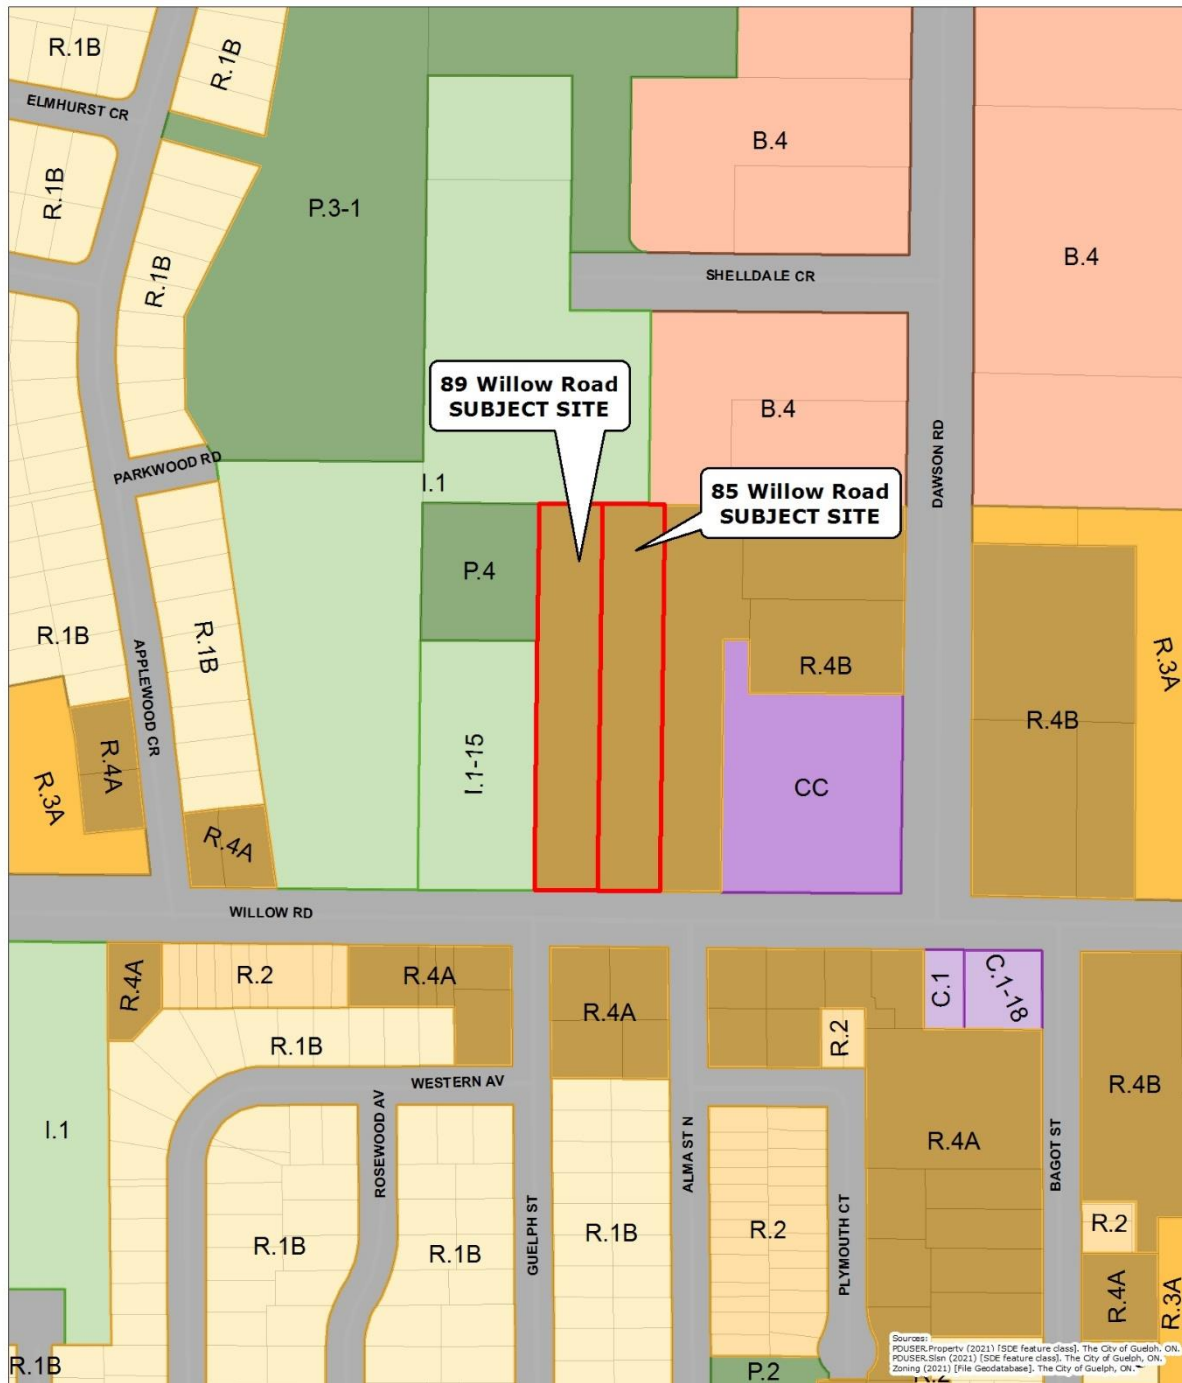 R.1B
R.1B
ELMHURST CR
B.4
R.1B
P.3-1
B.4
R.1B
SHELLDALE CR
89 Willow Road
SUBJECT SITE
B.4
DAWSON RD
PARKWOOD RD
I.1
85 Willow Road
SUBJECT SITE
P.4
R.1B
R.1B
APPLEWOOD CR
R.4B
R.3A
R.4B
R.4A
I.1-15
CC
R.3A
R.4A
WILLOW RD
R.4A
R.2
R.4A
R.4A
C.1
C.1-18
R.2
R.1B
WESTERN AV
R.4B
I.1
ROSEWOOD AV
GUELPH ST
ALMA ST N
R.4A
BAGOT ST
R.1B
R.1B
R.1B
R.2
PLYMOUTH CT
R.2
R.4A
R.3A
R.1B
P.2
R.2
Sources:
PDUSER.Property (2021) [SDE feature class]. The City of Guelph, ON.
PDUSER.Slsn (2021) [SDE feature class]. The City of Guelph, ON.
Zoning (2021) [File Geodatabase]. The City of Guelph, ON.